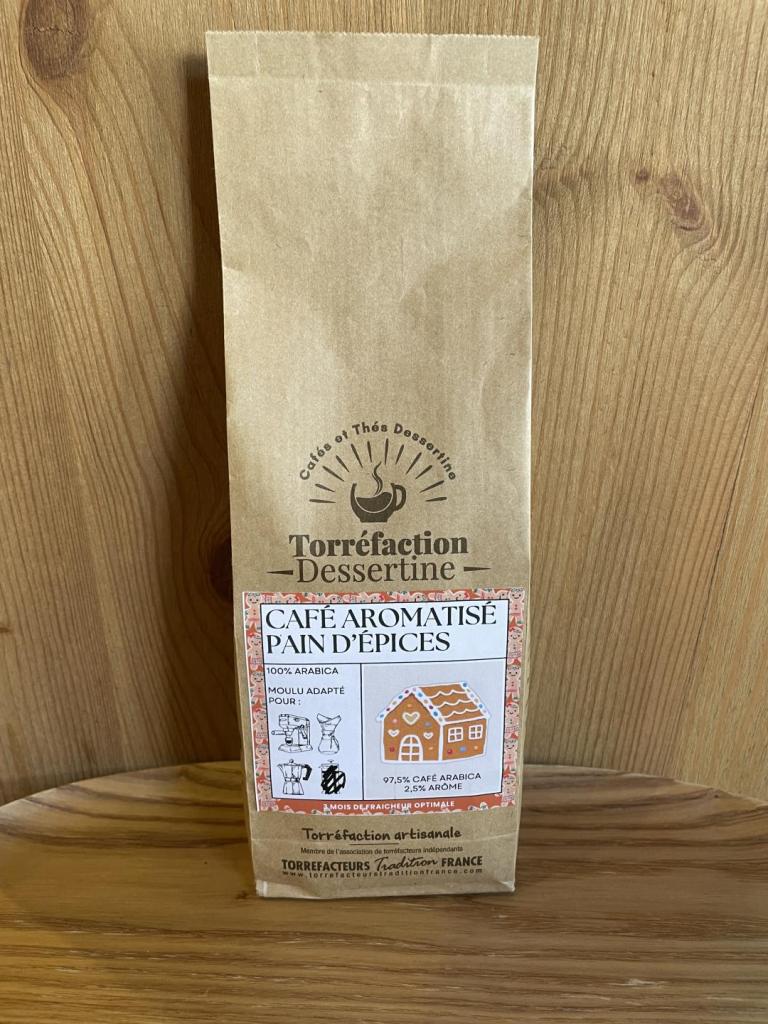 Cafés et Thés Dessertine
Torréfaction
Dessertine
CAFÉ AROMATISÉ
PAIN D'ÉPICES
100% ARABICA
MOULU ADAPTÉ
POUR :
97,5% CAFÉ ARABICA
2,5% ARÔME
3 MOIS DE FRAICHEUR OPTIMALE
Torréfaction artisanale
Membre de l'association de torréfacteurs indépendants
TORREFACTEURS Tradition FRANCE
www.torrefacteurstraditionfrance.com